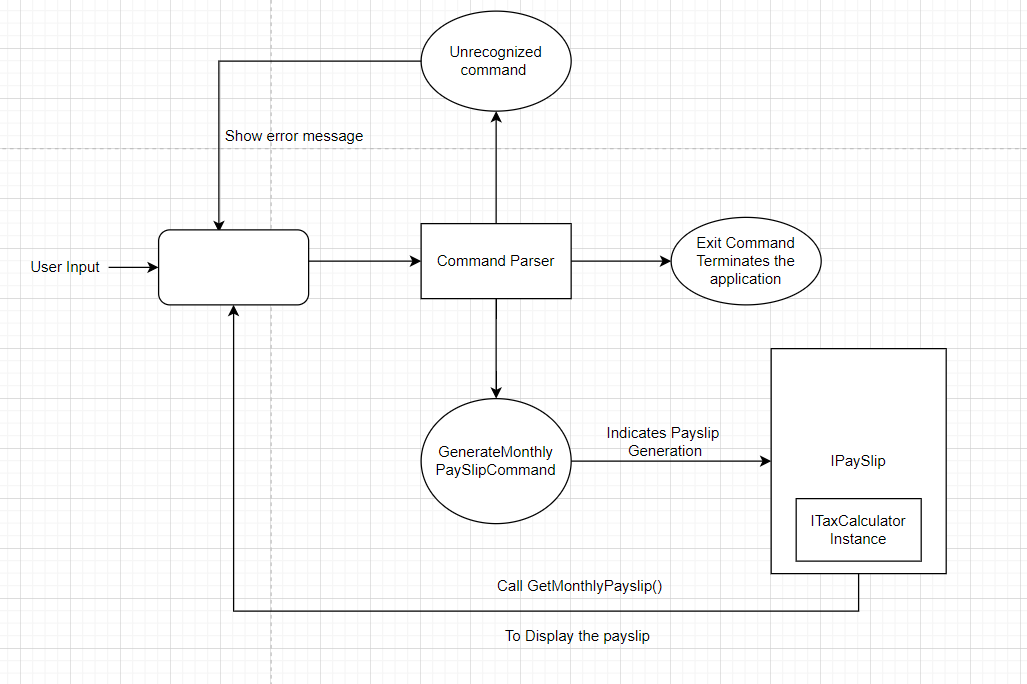 Unrecognized
command
Show error message
User Input
Command Parser
Exit Command
Terminates the
application
GenerateMonthly
PaySlipCommand
Indicates Payslip
Generation
IPaySlip
ITaxCalculator
Instance
Call GetMonthlyPayslip()
To Display the payslip